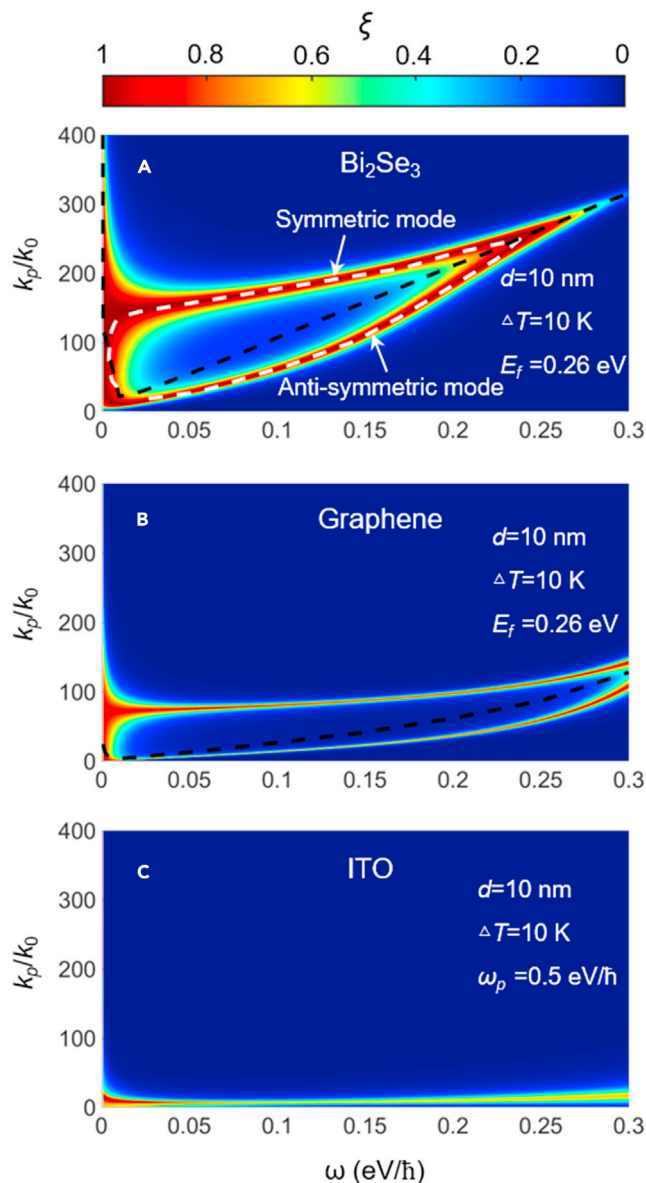 ξ
1 0.8 0.6 0.4 0.2 0
400
A
Bi₂Se₃
300
Symmetric mode
kₚ/k₀
200
d=10 nm
△T=10 K
100
Anti-symmetric mode
E_f =0.26 eV
0
0 0.05 0.1 0.15 0.2 0.25 0.3
400
B
Graphene
300
d=10 nm
kₚ/k₀
200
△T=10 K
E_f =0.26 eV
100
0
0 0.05 0.1 0.15 0.2 0.25 0.3
400
C
ITO
300
d=10 nm
kₚ/k₀
200
△T=10 K
ωₚ =0.5 eV/ħ
100
0
0 0.05 0.1 0.15 0.2 0.25 0.3
ω (eV/ħ)